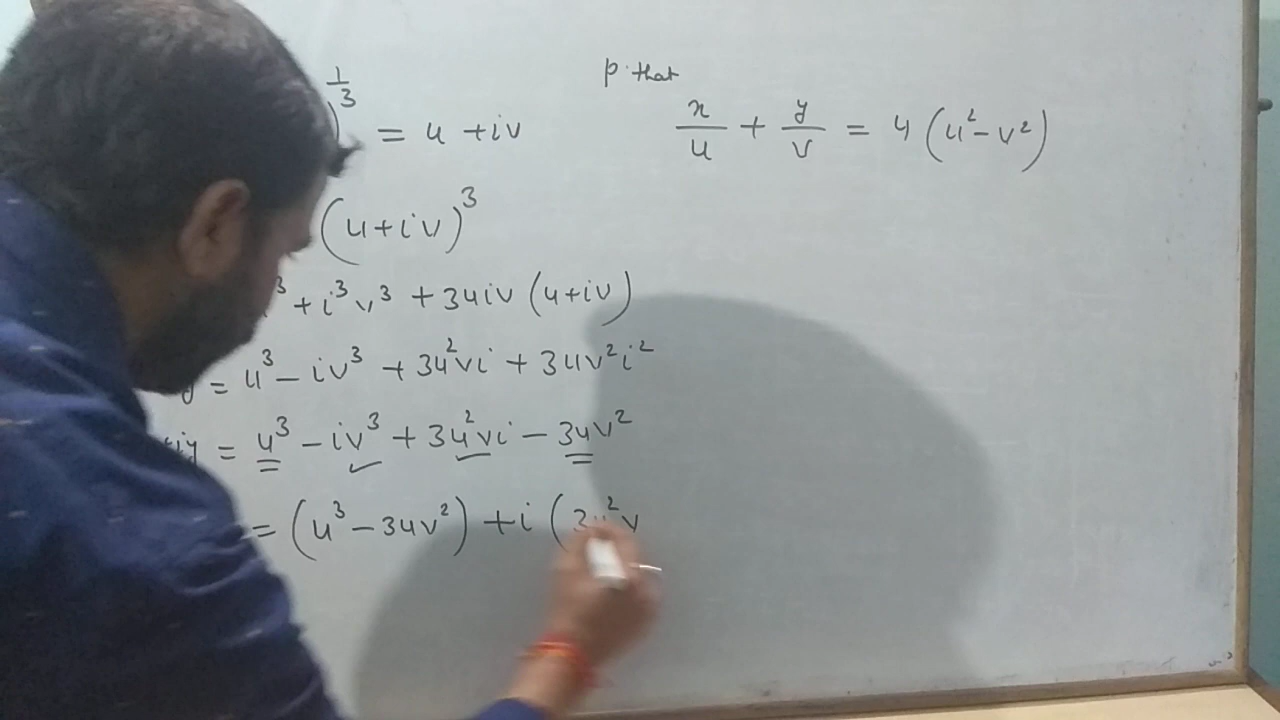 )^{1/3} = u + iv
P. that
x/u + y/v = 4 (u² - v²)
(u + iv)³
³ + i³v³ + 3uiv (u + iv)
y = u³ - iv³ + 3u²vi + 3uv²i²
+iy = u³ - iv³ + 3u²vi - 3uv²
= (u³ - 3uv²) + i (3u²v